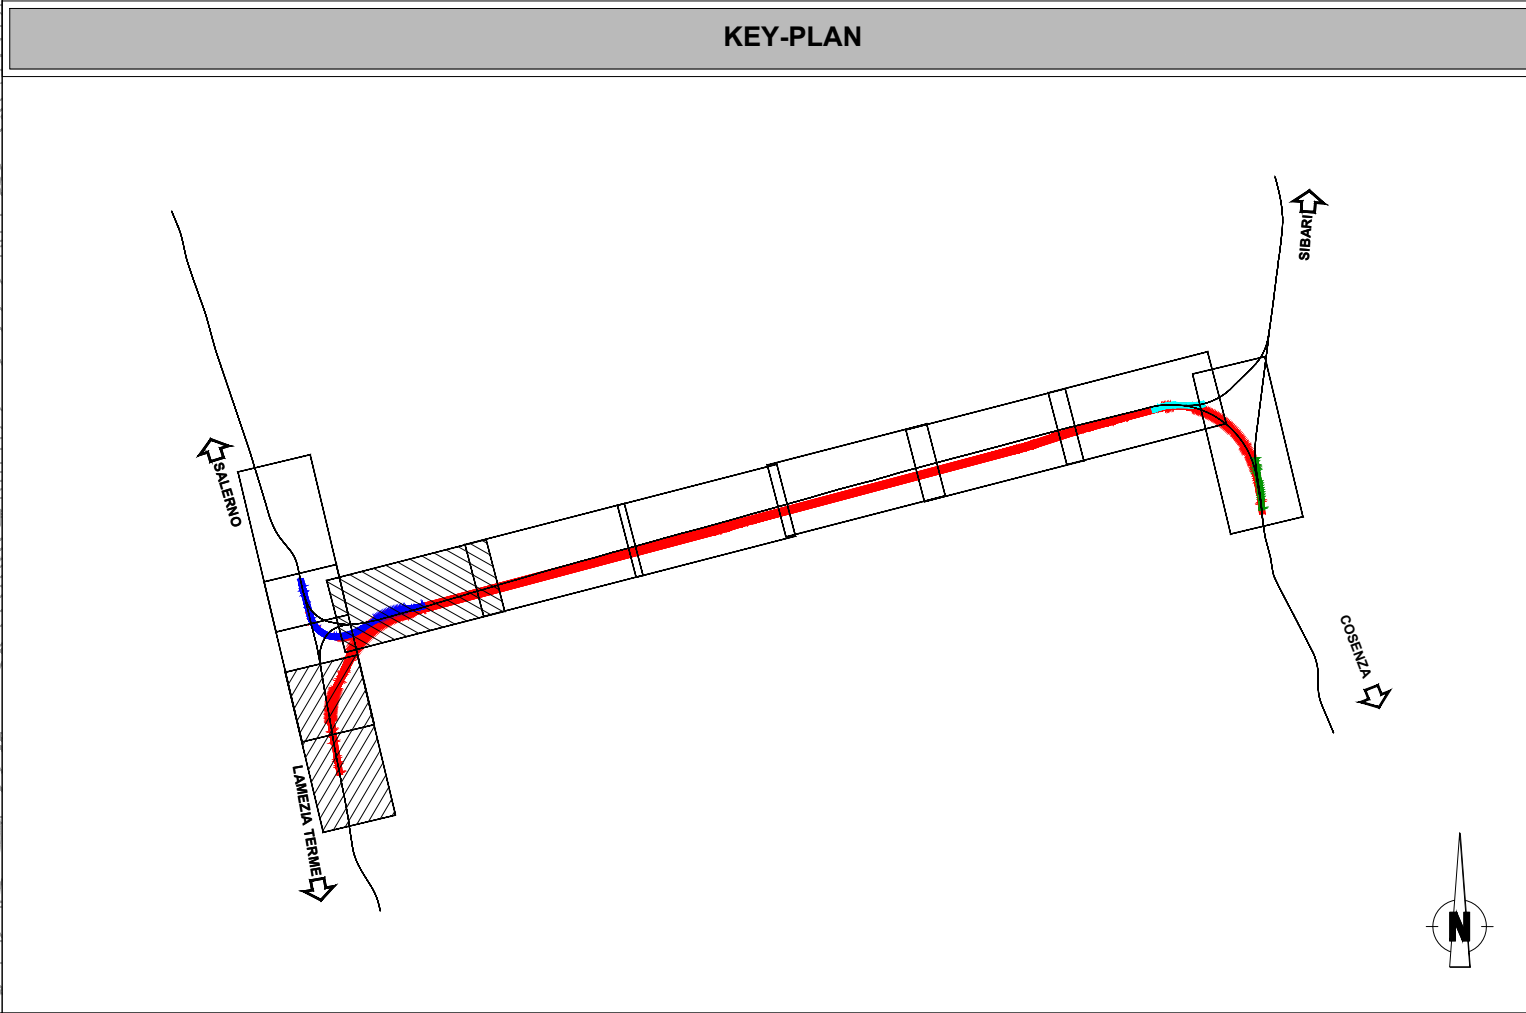 KEY-PLAN
SIBARI
SALERNO
COSENZA
LAMEZIA TERME
N